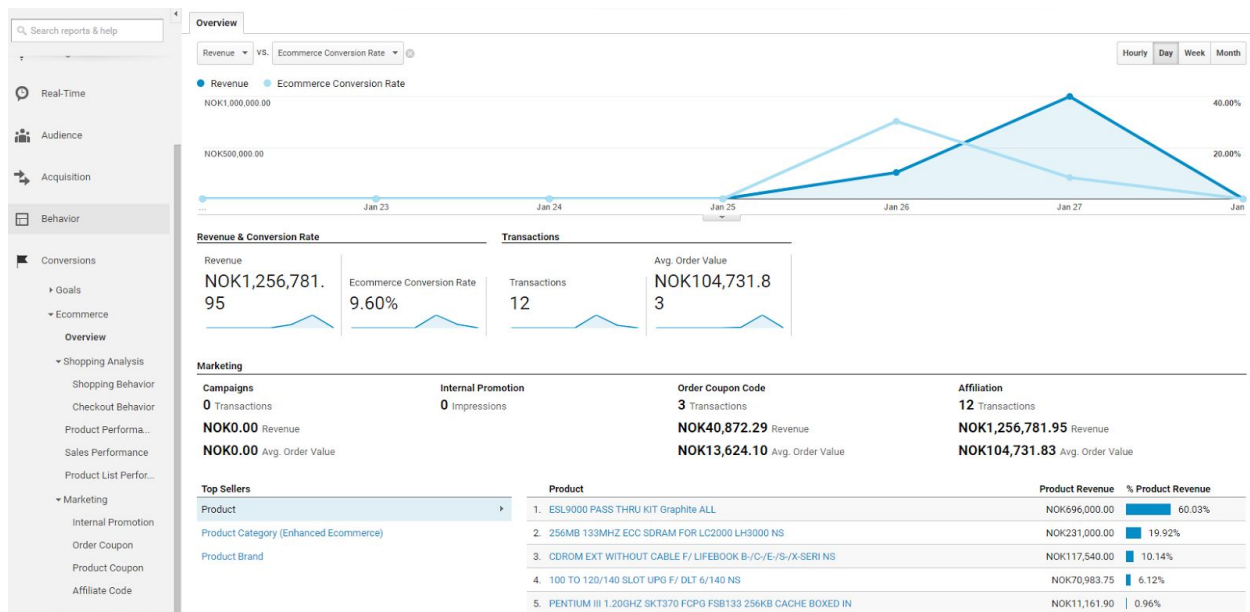 Search reports & help
Real-Time
Audience
Acquisition
Behavior
Conversions
Goals
Ecommerce
Overview
Shopping Analysis
Shopping Behavior
Checkout Behavior
Product Performa...
Sales Performance
Product List Perfor...
Marketing
Internal Promotion
Order Coupon
Product Coupon
Affiliate Code
Overview
Revenue VS. Ecommerce Conversion Rate
Hourly Day Week Month
Revenue Ecommerce Conversion Rate
NOK1,000,000.00 40.00%
NOK500,000.00 20.00%
... Jan 23 Jan 24 Jan 25 Jan 26 Jan 27 Jan
Revenue & Conversion Rate Transactions
Revenue
NOK1,256,781.
95
Ecommerce Conversion Rate
9.60%
Transactions
12
Avg. Order Value
NOK104,731.8
3
Marketing
Campaigns
0 Transactions
NOK0.00 Revenue
NOK0.00 Avg. Order Value
Internal Promotion
0 Impressions
Order Coupon Code
3 Transactions
NOK40,872.29 Revenue
NOK13,624.10 Avg. Order Value
Affiliation
12 Transactions
NOK1,256,781.95 Revenue
NOK104,731.83 Avg. Order Value
Top Sellers
Product
Product Category (Enhanced Ecommerce)
Product Brand
Product Product Revenue % Product Revenue
1. ESL9000 PASS THRU KIT Graphite ALL NOK696,000.00 60.03%
2. 256MB 133MHZ ECC SDRAM FOR LC2000 LH3000 NS NOK231,000.00 19.92%
3. CDROM EXT WITHOUT CABLE F/ LIFEBOOK B-/C-/E-/S-/X-SERI NS NOK117,540.00 10.14%
4. 100 TO 120/140 SLOT UPG F/ DLT 6/140 NS NOK70,983.75 6.12%
5. PENTIUM III 1.20GHZ SKT370 FCPG FSB133 256KB CACHE BOXED IN NOK11,161.90 0.96%